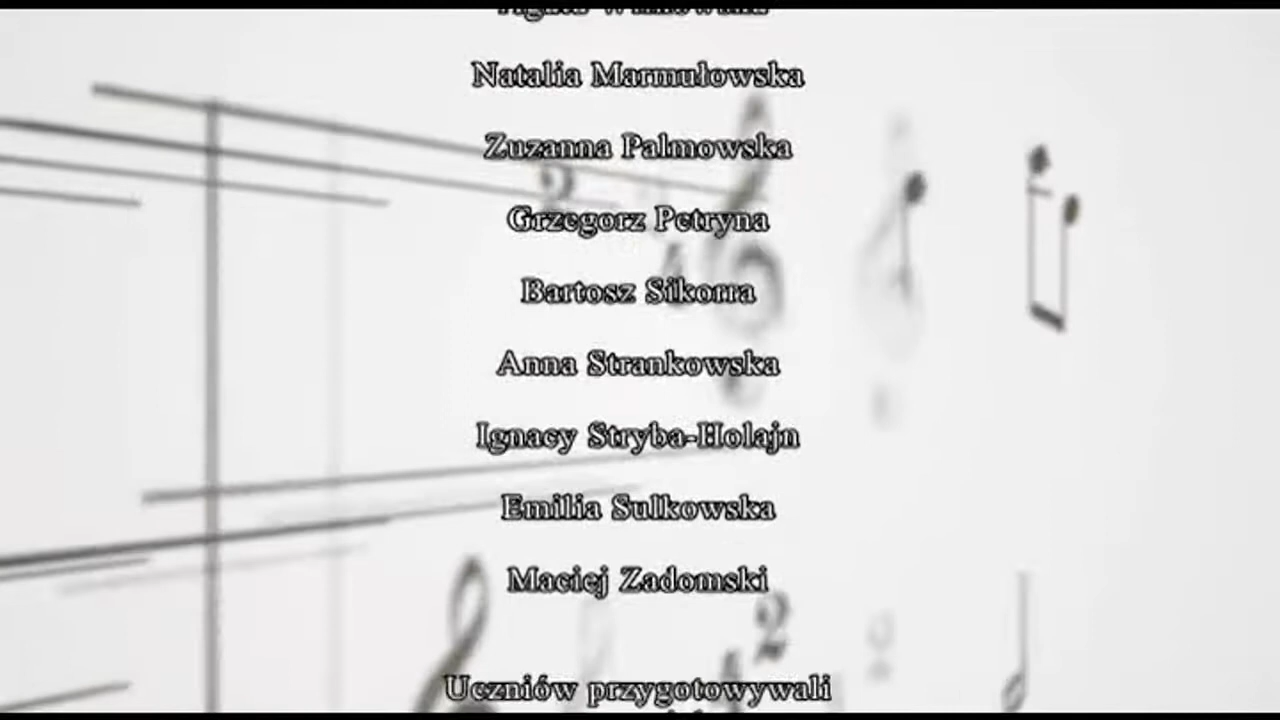 Natalia Marmułowska
Zuzanna Palmowska
Grzegorz Petryna
Bartosz Sikorra
Anna Strankowska
Ignacy Stryba-Holajn
Emilia Sulkowska
Maciej Zadomski
Uczniów przygotowywali